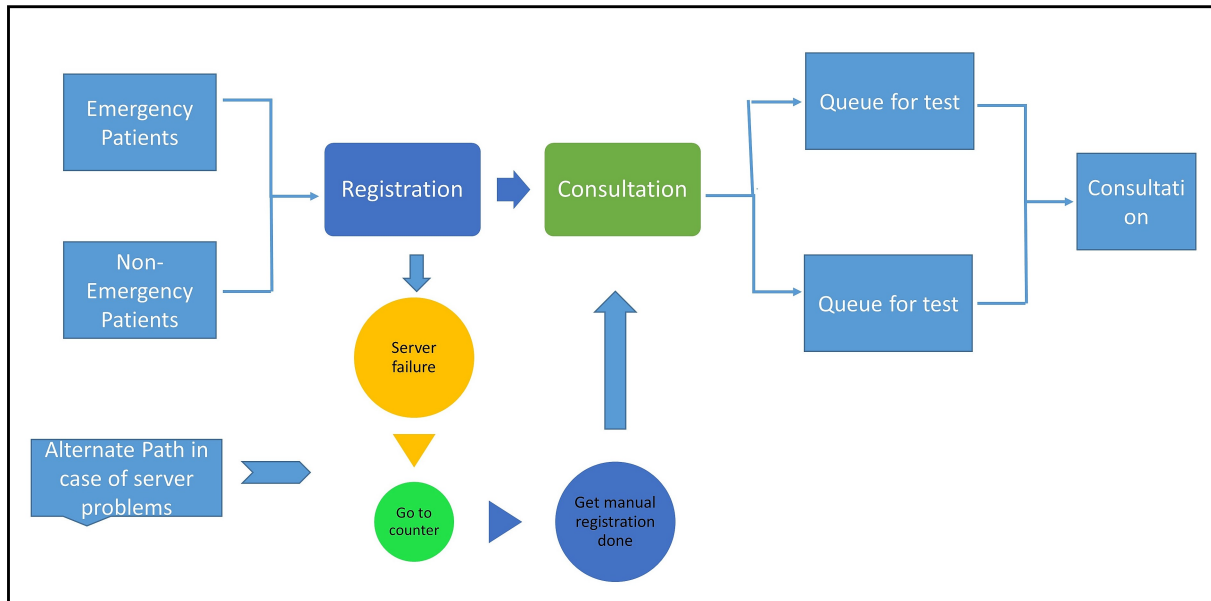 Emergency
Patients
Non-
Emergency
Patients
Registration
Consultation
Queue for test
Queue for test
Consultati
on
Server
failure
Alternate Path in
case of server
problems
Go to
counter
Get manual
registration
done